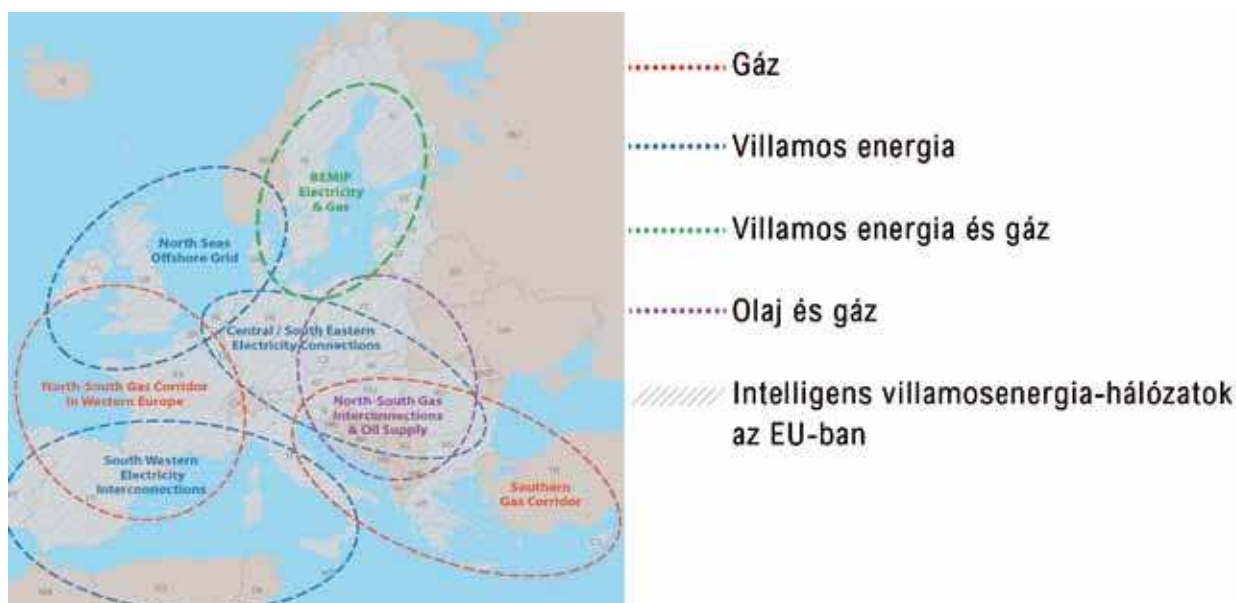 BEMIP
Electricity
& Gas
North Seas
Offshore Grid
Central / South Eastern
Electricity Connections
North-South Gas Corridor
in Western Europe
North-South Gas
Interconnections
& Oil Supply
South Western
Electricity
Interconnections
Southern
Gas Corridor
Gáz
Villamos energia
Villamos energia és gáz
Olaj és gáz
Intelligens villamosenergia-hálózatok
az EU-ban